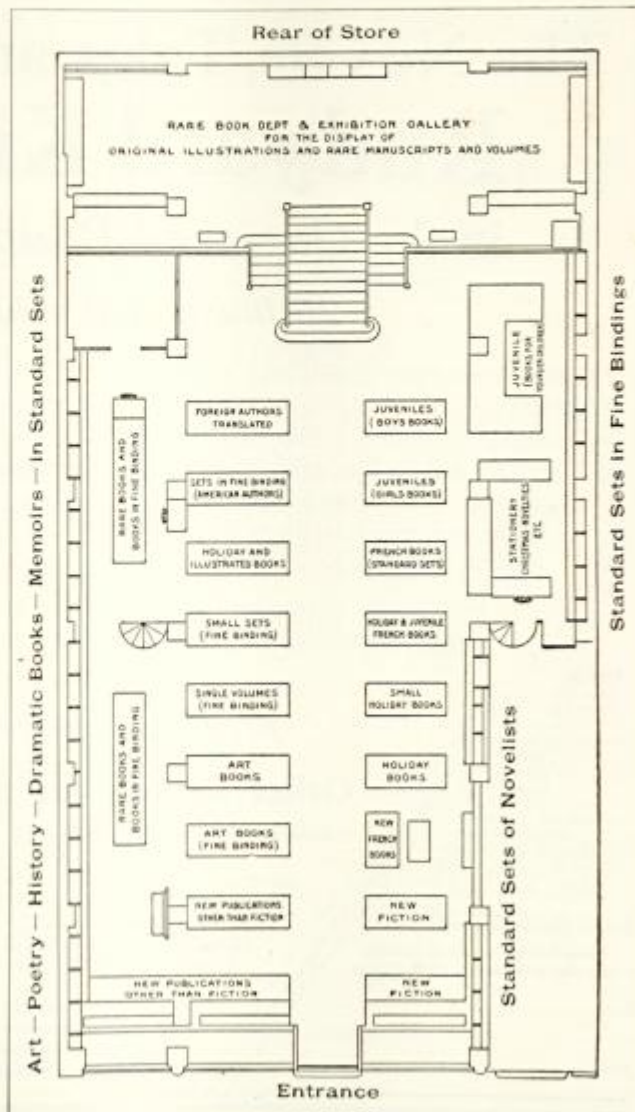 Rear of Store
RARE BOOK DEPT & EXHIBITION GALLERY
FOR THE DISPLAY OF
ORIGINAL ILLUSTRATIONS AND RARE MANUSCRIPTS AND VOLUMES
Art — Poetry — History — Dramatic Books — Memoirs — In Standard Sets
Standard Sets in Fine Bindings
JUVENILE
(BOOKS FOR
YOUNGER CHILDREN)
FOREIGN AUTHORS
TRANSLATED
JUVENILES
(BOYS BOOKS)
RARE BOOKS AND
BOOKS IN FINE BINDING
SETS IN FINE BINDING
(AMERICAN AUTHORS)
JUVENILES
(GIRLS BOOKS)
STATIONERY
CHRISTMAS NOVELTIES
ETC.
HOLIDAY AND
ILLUSTRATED BOOKS
FRENCH BOOKS
(STANDARD SETS)
SMALL SETS
(FINE BINDING)
HOLIDAY & JUVENILE
FRENCH BOOKS
SINGLE VOLUMES
(FINE BINDING)
SMALL
HOLIDAY BOOKS
RARE BOOKS AND
BOOKS IN FINE BINDING
Standard Sets of Novelists
ART
BOOKS
HOLIDAY
BOOKS
ART BOOKS
(FINE BINDING)
NEW
FRENCH
BOOKS
NEW PUBLICATIONS
OTHER THAN FICTION
NEW
FICTION
NEW PUBLICATIONS
OTHER THAN FICTION
NEW
FICTION
Entrance